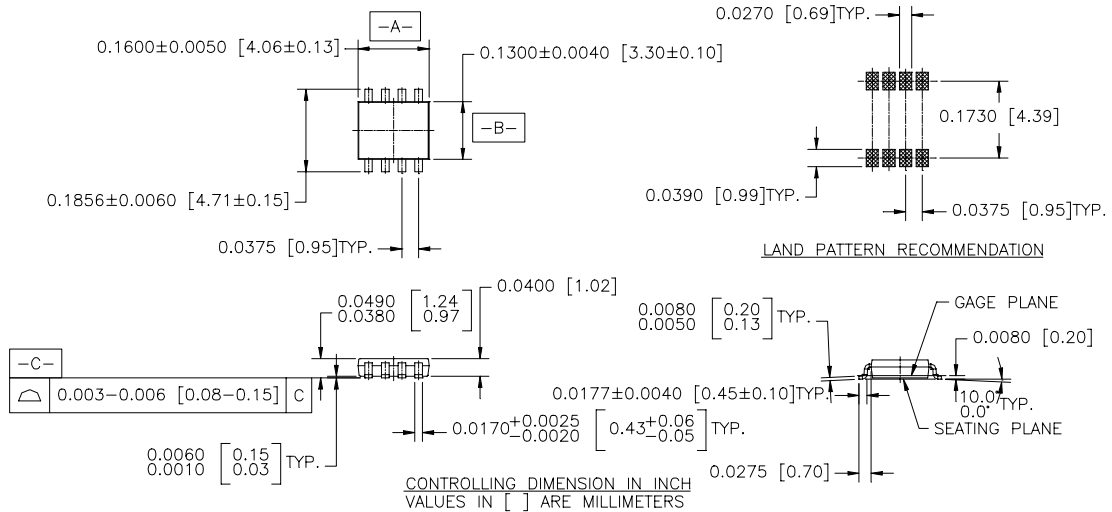 0.0270 [0.69]TYP.
-A-
0.1600±0.0050 [4.06±0.13]
0.1300±0.0040 [3.30±0.10]
0.1730 [4.39]
-B-
0.1856±0.0060 [4.71±0.15]
0.0390 [0.99]TYP.
0.0375 [0.95]TYP.
0.0375 [0.95]TYP.
LAND PATTERN RECOMMENDATION
0.0490 [1.24
0.0380 0.97]
0.0400 [1.02]
0.0080 [0.20
0.0050 0.13] TYP.
GAGE PLANE
0.0080 [0.20]
-C-
⌓ 0.003-0.006 [0.08-0.15] C
0.0177±0.0040 [0.45±0.10]TYP.
10.0°
0.0° TYP.
SEATING PLANE
0.0170+0.0025 -0.0020 [0.43+0.06 -0.05] TYP.
0.0060 [0.15
0.0010 0.03] TYP.
0.0275 [0.70]
CONTROLLING DIMENSION IN INCH
VALUES IN [ ] ARE MILLIMETERS